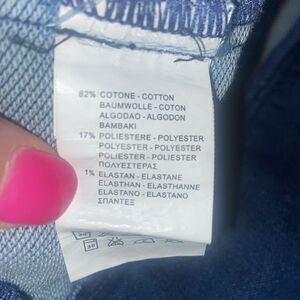 82% COTONE - COTTON
BAUMWOLLE - COTON
ALGODAO - ALGODON
BAMBAKI
17% POLIESTERE - POLYESTER
POLYESTER - POLYESTER
POLIESTER - POLIESTER
ΠΟΛΥΕΣΤΕΡΑΣ
1% ELASTAN - ELASTANE
ELASTHAN - ELASTHANNE
ELASTANO - ELASTANO
ΣΠΑΝΤΕΞ